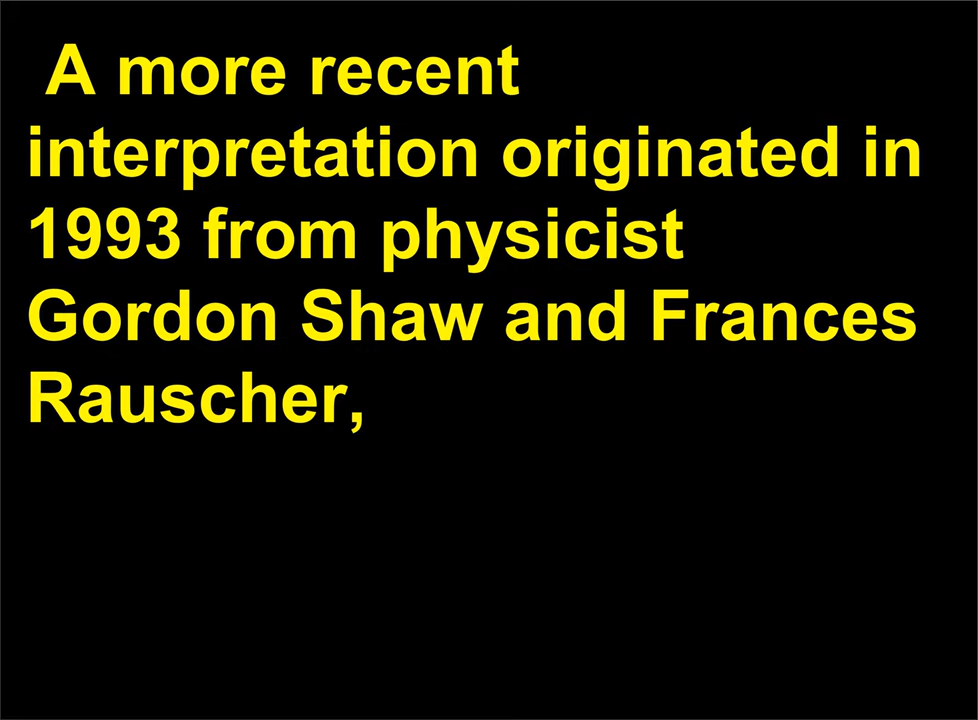 A more recent
interpretation originated in
1993 from physicist
Gordon Shaw and Frances
Rauscher,